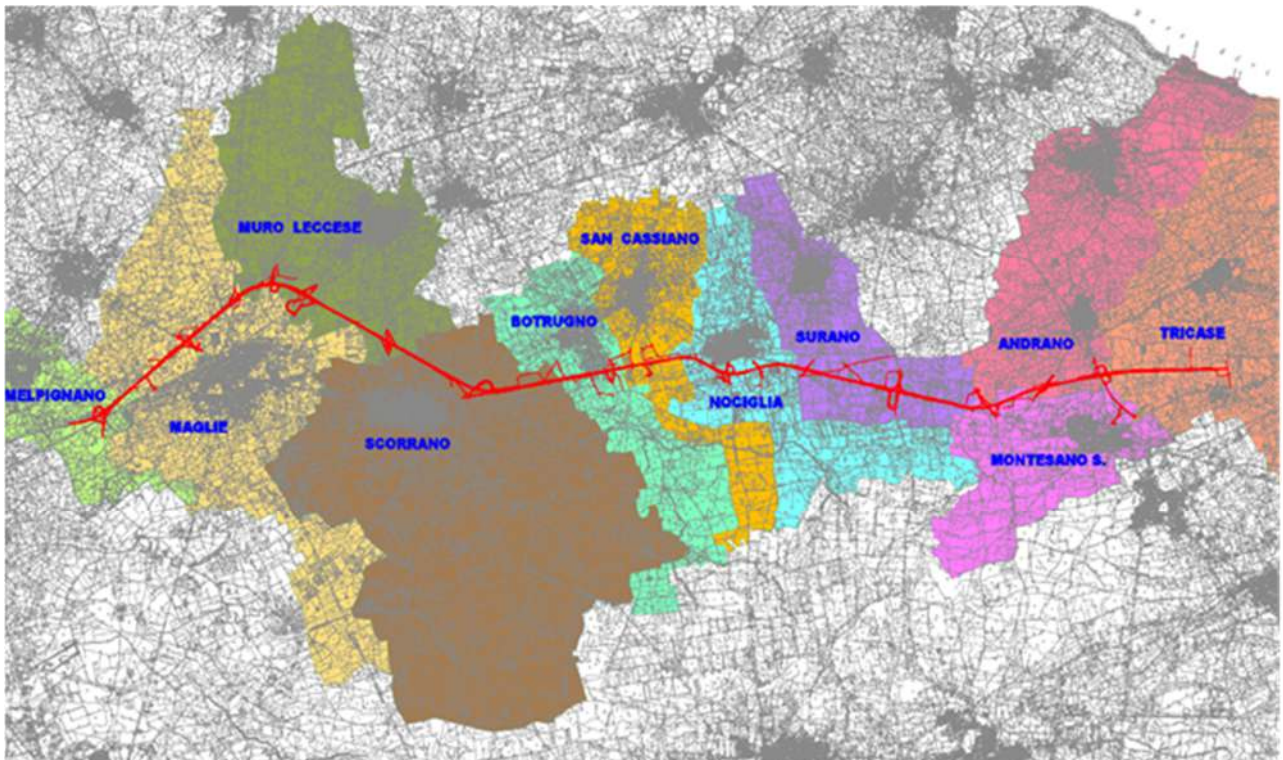 MURO LECCESE
SAN CASSIANO
BOTRUGNO
SURANO
ANDRANO
TRICASE
MELPIGNANO
MAGLIE
SCORRANO
NOCIGLIA
MONTESANO S.